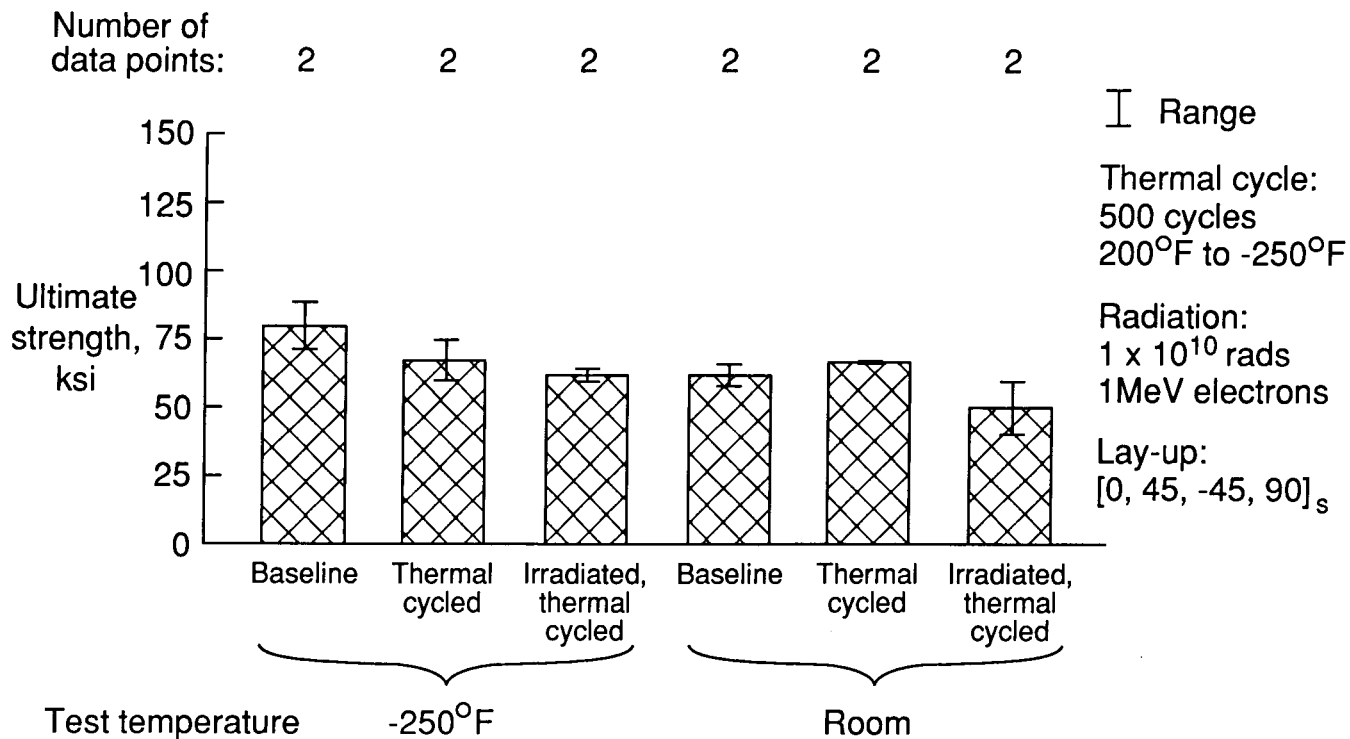 Number of
data points: 2 2 2 2 2 2
Range
Thermal cycle:
500 cycles
200°F to -250°F
Radiation:
1 x 10¹⁰ rads
1MeV electrons
Lay-up:
[0, 45, -45, 90]ₛ
150
125
100
75
50
25
0
Ultimate
strength,
ksi
Baseline
Thermal
cycled
Irradiated,
thermal
cycled
Baseline
Thermal
cycled
Irradiated,
thermal
cycled
Test temperature -250°F Room